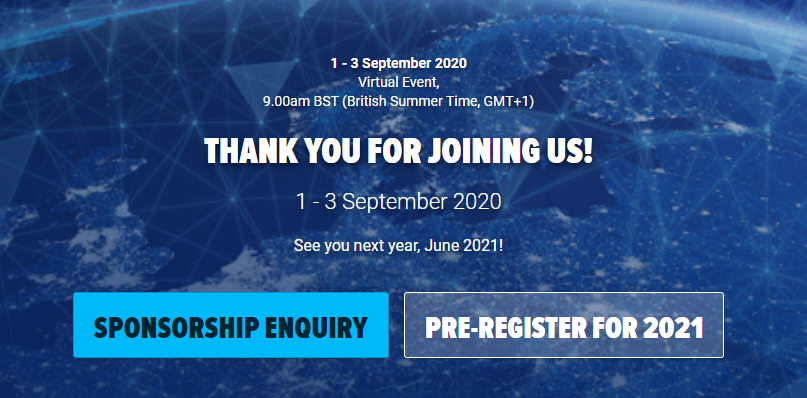 1 - 3 September 2020
Virtual Event,
9.00am BST (British Summer Time, GMT+1)
THANK YOU FOR JOINING US!
1 - 3 September 2020
See you next year, June 2021!
SPONSORSHIP ENQUIRY
PRE-REGISTER FOR 2021